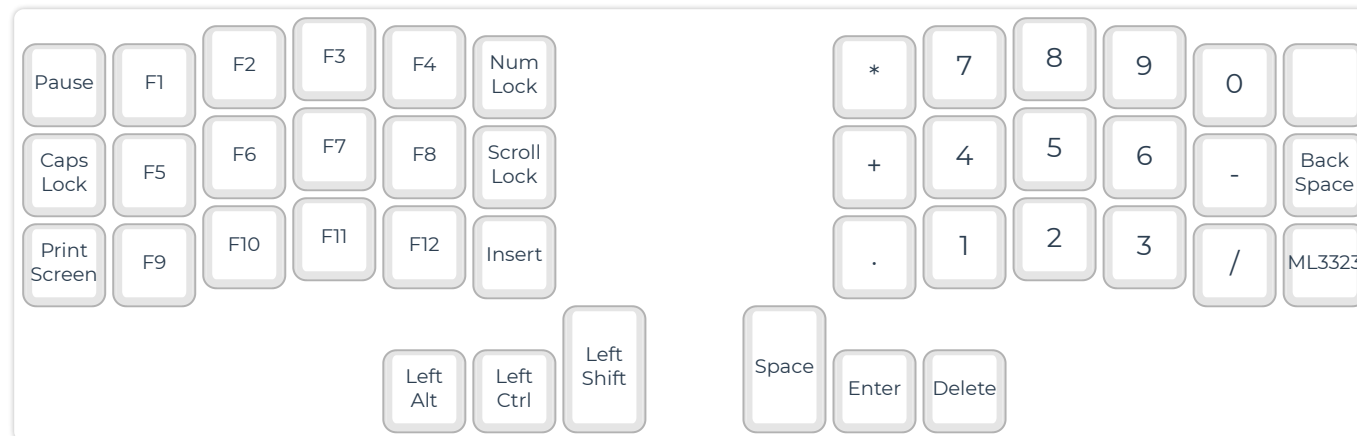 Pause F1 F2 F3 F4 Num Lock * 7 8 9 0
Caps Lock F5 F6 F7 F8 Scroll Lock + 4 5 6 - Back Space
Print Screen F9 F10 F11 F12 Insert . 1 2 3 / ML3323
Left Alt Left Ctrl Left Shift Space Enter Delete